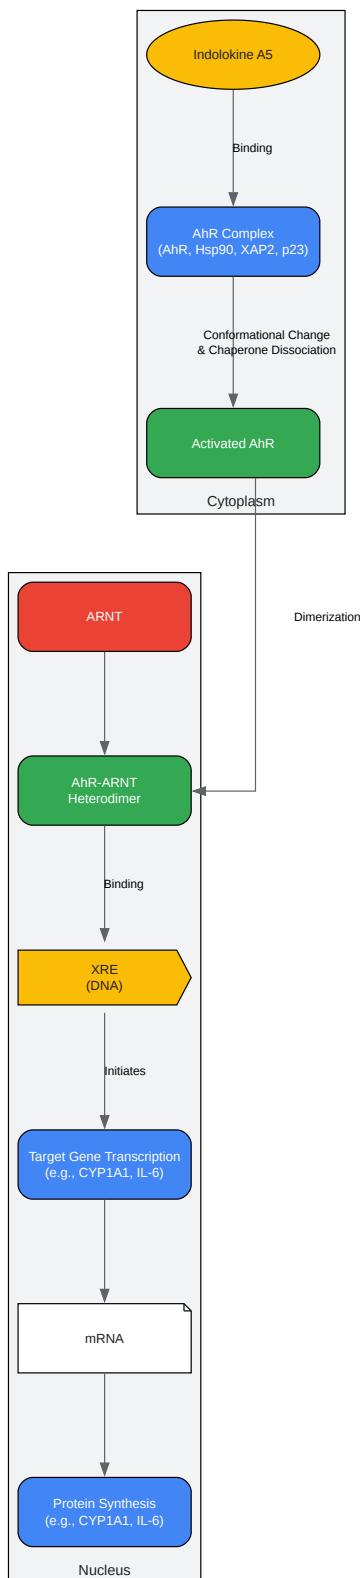 Indolokine A5
Binding
AhR Complex
(AhR, Hsp90, XAP2, p23)
Conformational Change
& Chaperone Dissociation
Activated AhR
Cytoplasm
ARNT
Dimerization
AhR-ARNT
Heterodimer
Binding
XRE
(DNA)
Initiates
Target Gene Transcription
(e.g., CYP1A1, IL-6)
mRNA
Protein Synthesis
(e.g., CYP1A1, IL-6)
Nucleus